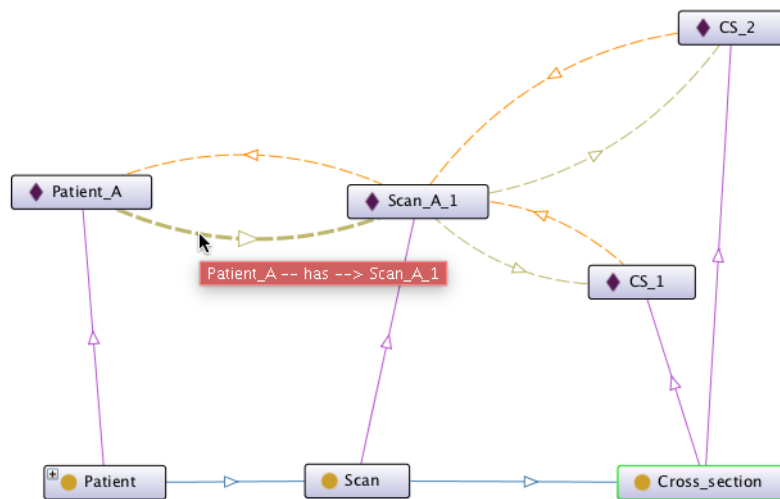 CS_2
Patient_A
Scan_A_1
Patient_A -- has --> Scan_A_1
CS_1
Patient
Scan
Cross_section